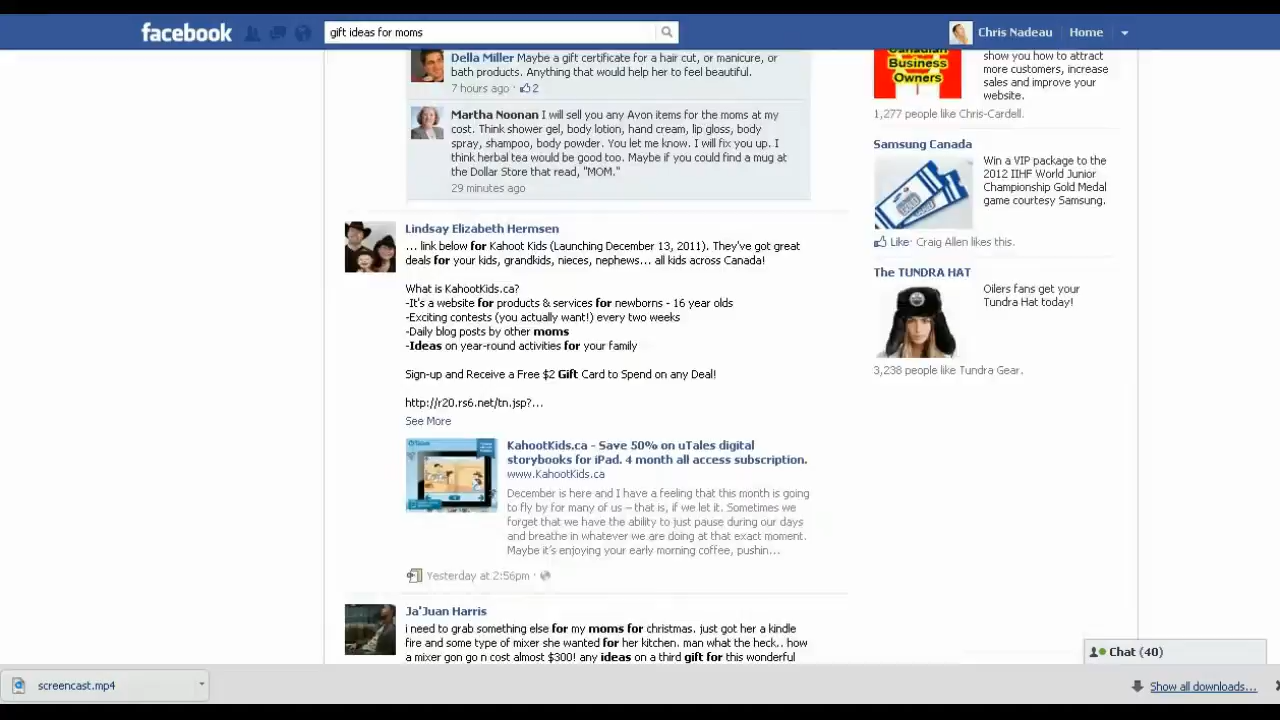 facebook
gift ideas for moms
Chris Nadeau
Home
Della Miller Maybe a gift certificate for a hair cut, or manicure, or
bath products. Anything that would help her to feel beautiful.
7 hours ago · 2
Martha Noonan I will sell you any Avon items for the moms at my
cost. Think shower gel, body lotion, hand cream, lip gloss, body
spray, shampoo, body powder. You let me know. I will fix you up. I
think herbal tea would be good too. Maybe if you could find a mug at
the Dollar Store that read, "MOM."
29 minutes ago
Lindsay Elizabeth Hermsen
... link below for Kahoot Kids (Launching December 13, 2011). They've got great
deals for your kids, grandkids, nieces, nephews... all kids across Canada!
What is KahootKids.ca?
-It's a website for products & services for newborns - 16 year olds
-Exciting contests (you actually want!) every two weeks
-Daily blog posts by other moms
-Ideas on year-round activities for your family
Sign-up and Receive a Free $2 Gift Card to Spend on any Deal!
http://r20.rs6.net/tn.jsp?...
See More
KahootKids.ca - Save 50% on uTales digital
storybooks for iPad. 4 month all access subscription.
www.KahootKids.ca
December is here and I have a feeling that this month is going
to fly by for many of us – that is, if we let it. Sometimes we
forget that we have the ability to just pause during our days
and breathe in whatever we are doing at that exact moment.
Maybe it's enjoying your early morning coffee, pushin...
Yesterday at 2:56pm ·
Ja'Juan Harris
i need to grab something else for my moms for christmas. just got her a kindle
fire and some type of mixer she wanted for her kitchen. man what the heck.. how
a mixer gon go n cost almost $300! any ideas on a third gift for this wonderful
Canadian
Business
Owners
show you how to attract
more customers, increase
sales and improve your
website.
1,277 people like Chris-Cardell.
Samsung Canada
Win a VIP package to the
2012 IIHF World Junior
Championship Gold Medal
game courtesy Samsung.
Like · Craig Allen likes this.
The TUNDRA HAT
Oilers fans get your
Tundra Hat today!
3,238 people like Tundra Gear.
Chat (40)
screencast.mp4
Show all downloads...